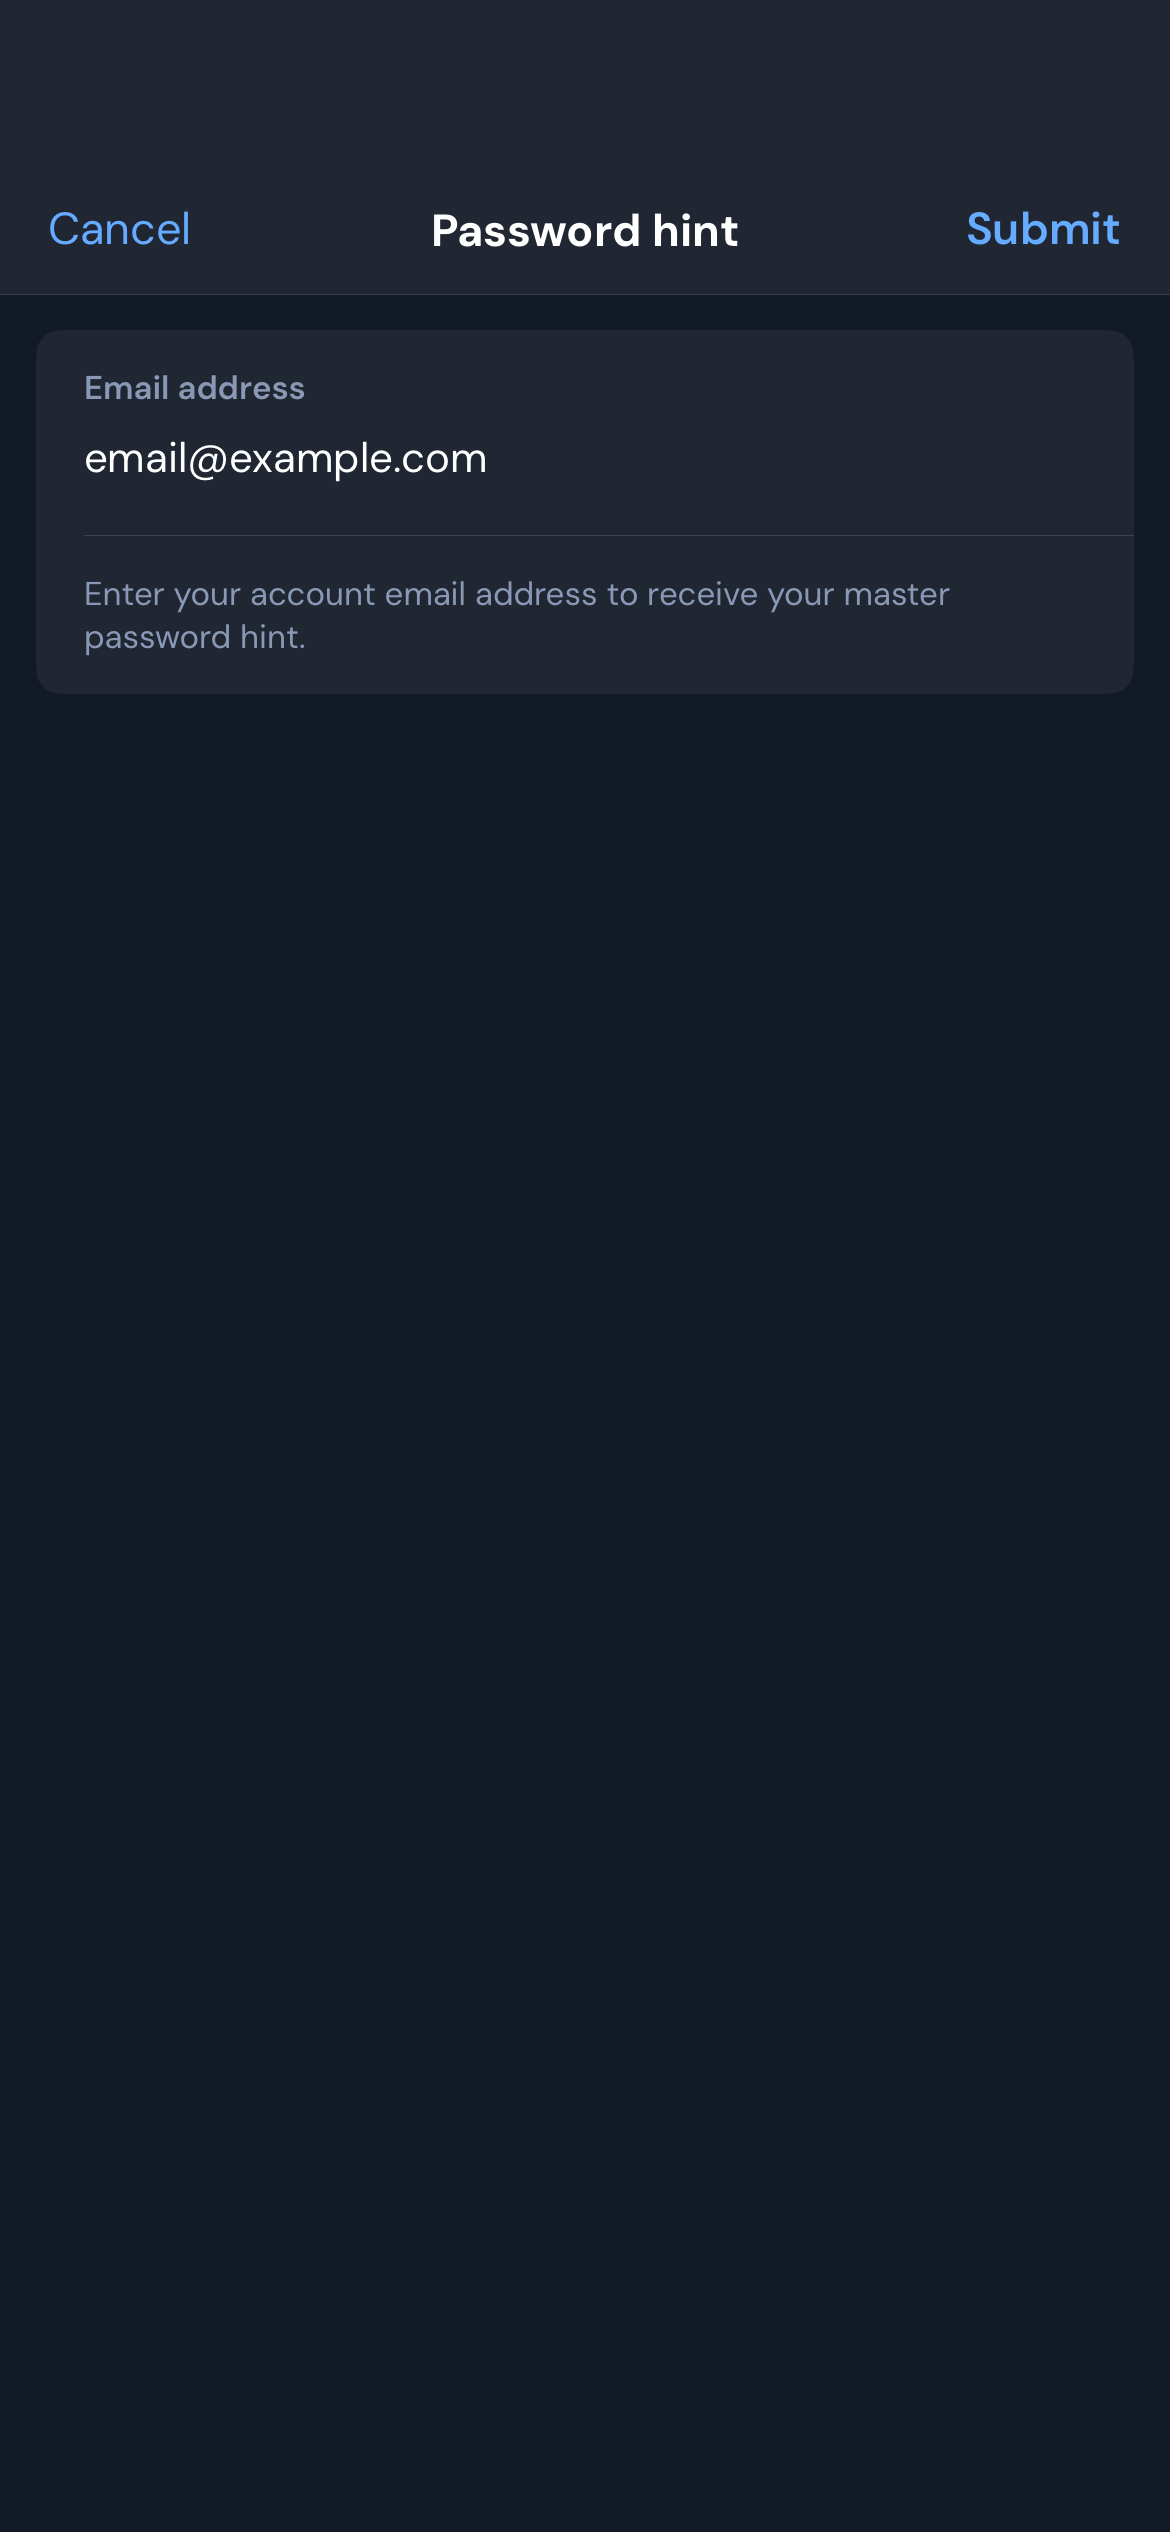 Cancel
Password hint
Submit
Email address
email@example.com
Enter your account email address to receive your master
password hint.